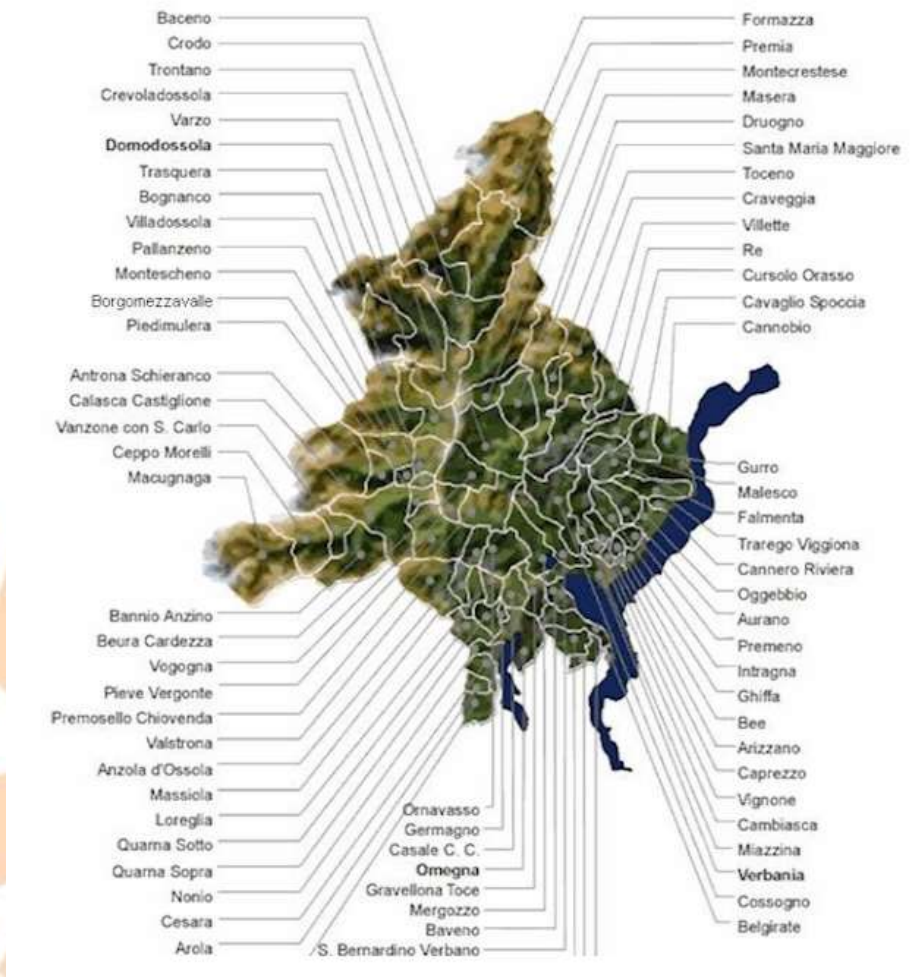 Baceno
Crodo
Trontano
Crevoladossola
Varzo
Domodossola
Trasquera
Bognanco
Villadossola
Pallanzeno
Montescheno
Borgomezzavalle
Piedimulera
Antrona Schieranco
Calasca Castiglione
Vanzone con S. Carlo
Ceppo Morelli
Macugnaga
Bannio Anzino
Beura Cardezza
Vogogna
Pieve Vergonte
Premosello Chiovenda
Valstrona
Anzola d'Ossola
Massiola
Loreglia
Quarna Sotto
Quarna Sopra
Nonio
Cesara
Arola
Ornavasso
Germagno
Casale C. C.
Omegna
Gravellona Toce
Mergozzo
Baveno
S. Bernardino Verbano
Formazza
Premia
Montecrestese
Masera
Druogno
Santa Maria Maggiore
Toceno
Craveggia
Villette
Re
Cursolo Orasso
Cavaglio Spoccia
Cannobio
Gurro
Malesco
Falmenta
Trarego Viggiona
Cannero Riviera
Oggebbio
Aurano
Premeno
Intragna
Ghiffa
Bee
Arizzano
Caprezzo
Vignone
Cambiasca
Miazzina
Verbania
Cossogno
Belgirate